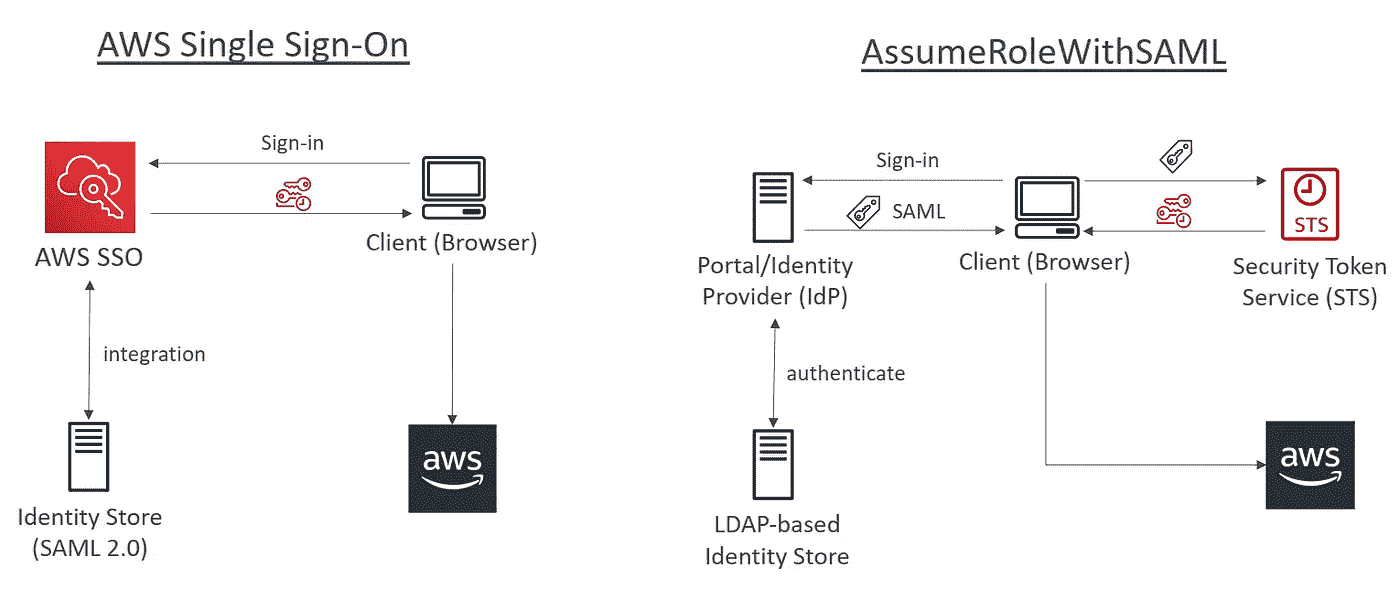 AWS Single Sign-On
Sign-in
AWS SSO
Client (Browser)
integration
aws
Identity Store
(SAML 2.0)
AssumeRoleWithSAML
Sign-in
SAML
STS
Portal/Identity
Provider (IdP)
Client (Browser)
Security Token
Service (STS)
authenticate
aws
LDAP-based
Identity Store